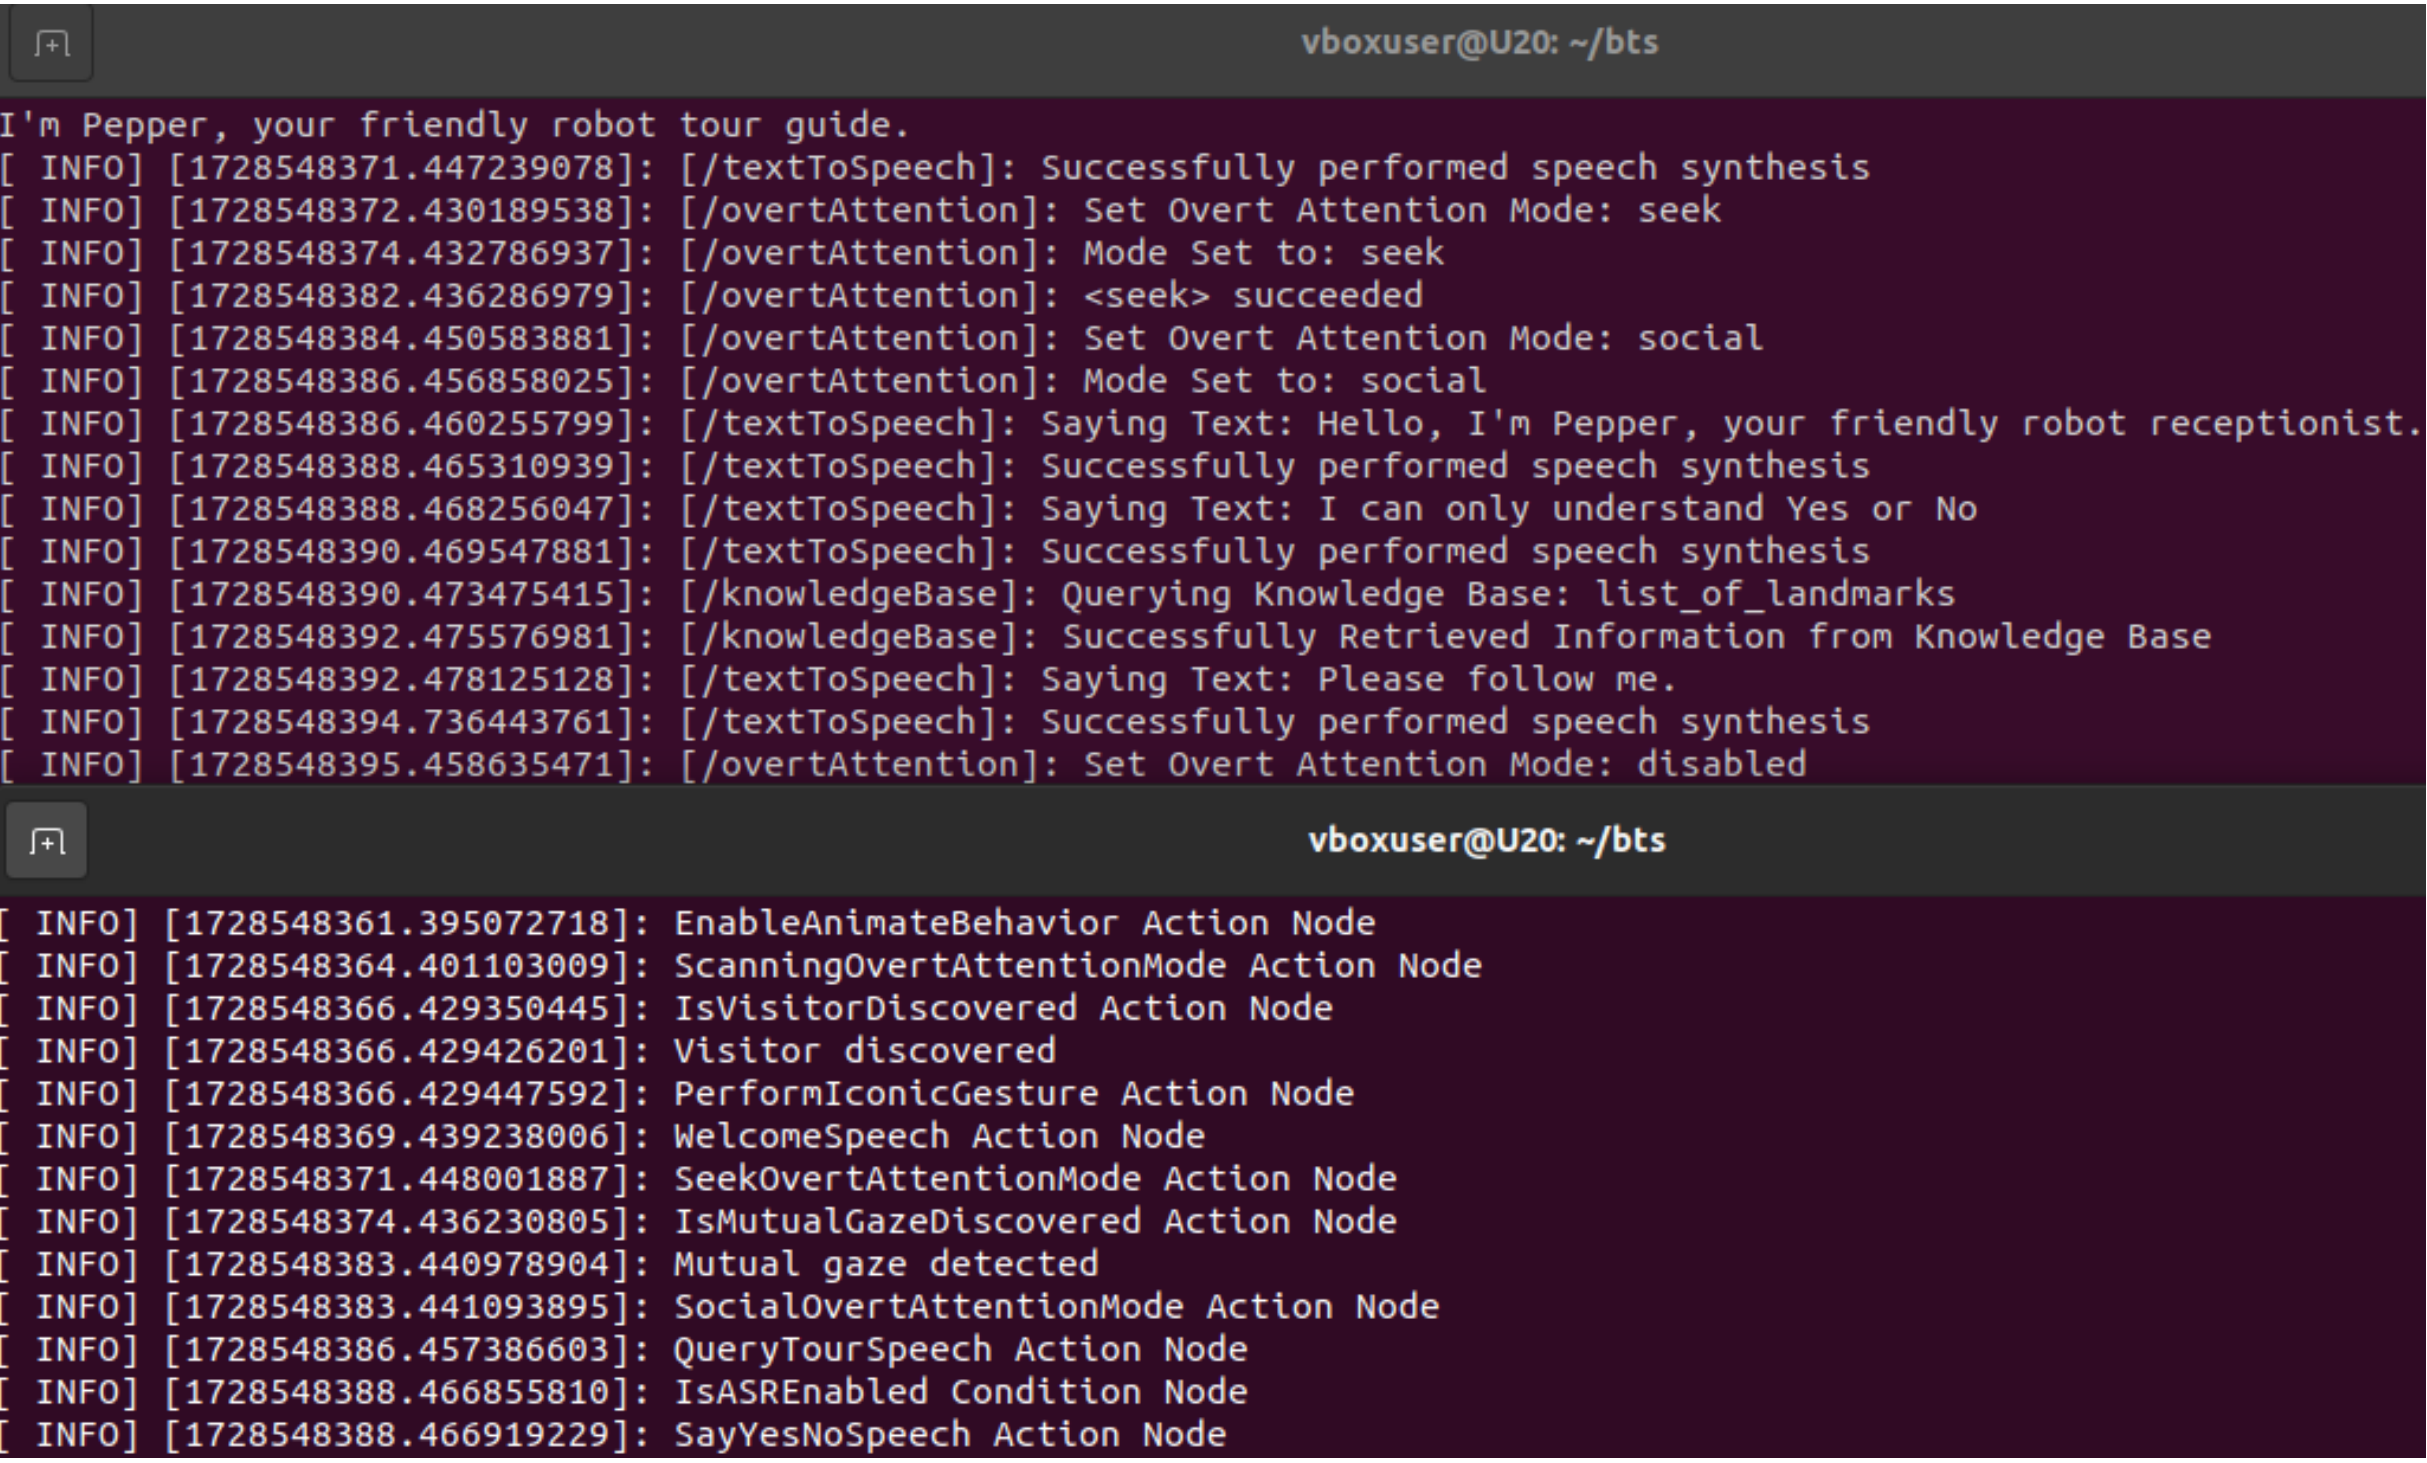 vboxuser@U20: ~/bts
I'm Pepper, your friendly robot tour guide.
[ INFO] [1728548371.447239078]: [/textToSpeech]: Successfully performed speech synthesis
[ INFO] [1728548372.430189538]: [/overtAttention]: Set Overt Attention Mode: seek
[ INFO] [1728548374.432786937]: [/overtAttention]: Mode Set to: seek
[ INFO] [1728548382.436286979]: [/overtAttention]: <seek> succeeded
[ INFO] [1728548384.450583881]: [/overtAttention]: Set Overt Attention Mode: social
[ INFO] [1728548386.456858025]: [/overtAttention]: Mode Set to: social
[ INFO] [1728548386.460255799]: [/textToSpeech]: Saying Text: Hello, I'm Pepper, your friendly robot receptionist.
[ INFO] [1728548388.465310939]: [/textToSpeech]: Successfully performed speech synthesis
[ INFO] [1728548388.468256047]: [/textToSpeech]: Saying Text: I can only understand Yes or No
[ INFO] [1728548390.469547881]: [/textToSpeech]: Successfully performed speech synthesis
[ INFO] [1728548390.473475415]: [/knowledgeBase]: Querying Knowledge Base: list_of_landmarks
[ INFO] [1728548392.475576981]: [/knowledgeBase]: Successfully Retrieved Information from Knowledge Base
[ INFO] [1728548392.478125128]: [/textToSpeech]: Saying Text: Please follow me.
[ INFO] [1728548394.736443761]: [/textToSpeech]: Successfully performed speech synthesis
[ INFO] [1728548395.458635471]: [/overtAttention]: Set Overt Attention Mode: disabled
vboxuser@U20: ~/bts
[ INFO] [1728548361.395072718]: EnableAnimateBehavior Action Node
[ INFO] [1728548364.401103009]: ScanningOvertAttentionMode Action Node
[ INFO] [1728548366.429350445]: IsVisitorDiscovered Action Node
[ INFO] [1728548366.429426201]: Visitor discovered
[ INFO] [1728548366.429447592]: PerformIconicGesture Action Node
[ INFO] [1728548369.439238006]: WelcomeSpeech Action Node
[ INFO] [1728548371.448001887]: SeekOvertAttentionMode Action Node
[ INFO] [1728548374.436230805]: IsMutualGazeDiscovered Action Node
[ INFO] [1728548383.440978904]: Mutual gaze detected
[ INFO] [1728548383.441093895]: SocialOvertAttentionMode Action Node
[ INFO] [1728548386.457386603]: QueryTourSpeech Action Node
[ INFO] [1728548388.466855810]: IsASREnabled Condition Node
[ INFO] [1728548388.466919229]: SayYesNoSpeech Action Node